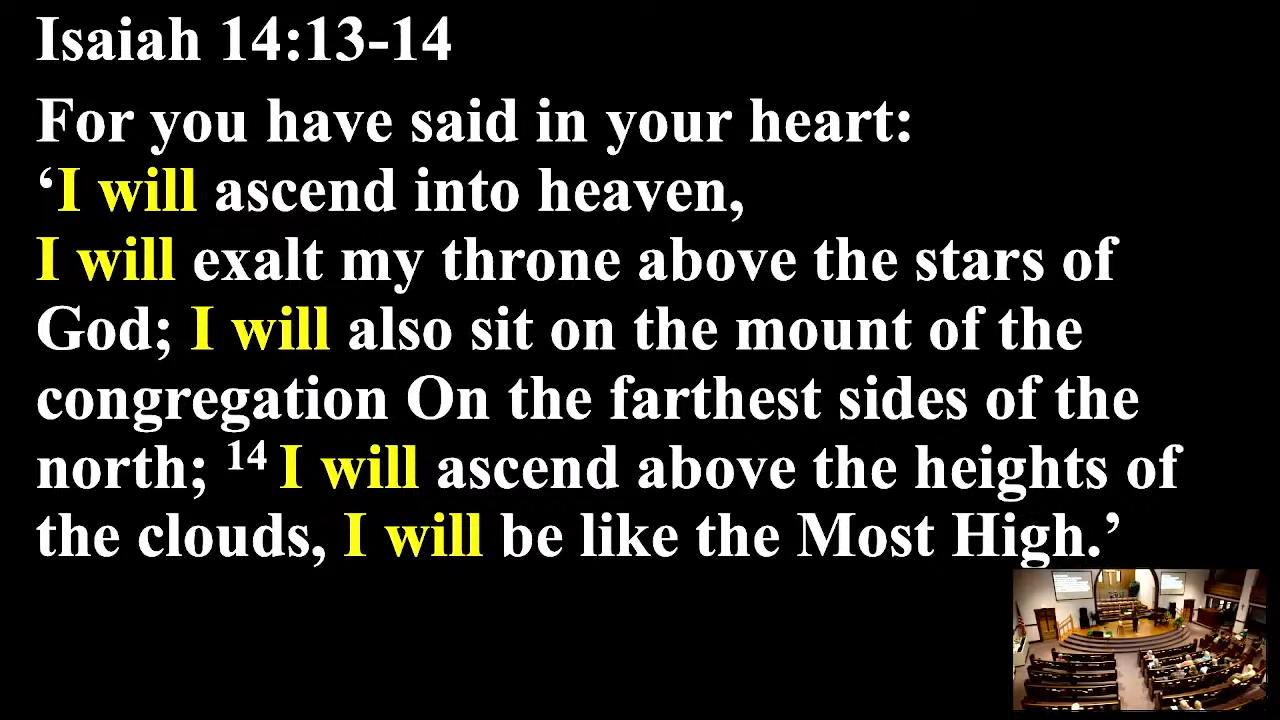 Isaiah 14:13-14
For you have said in your heart:
‘I will ascend into heaven,
I will exalt my throne above the stars of
God; I will also sit on the mount of the
congregation On the farthest sides of the
north; 14 I will ascend above the heights of
the clouds, I will be like the Most High.’